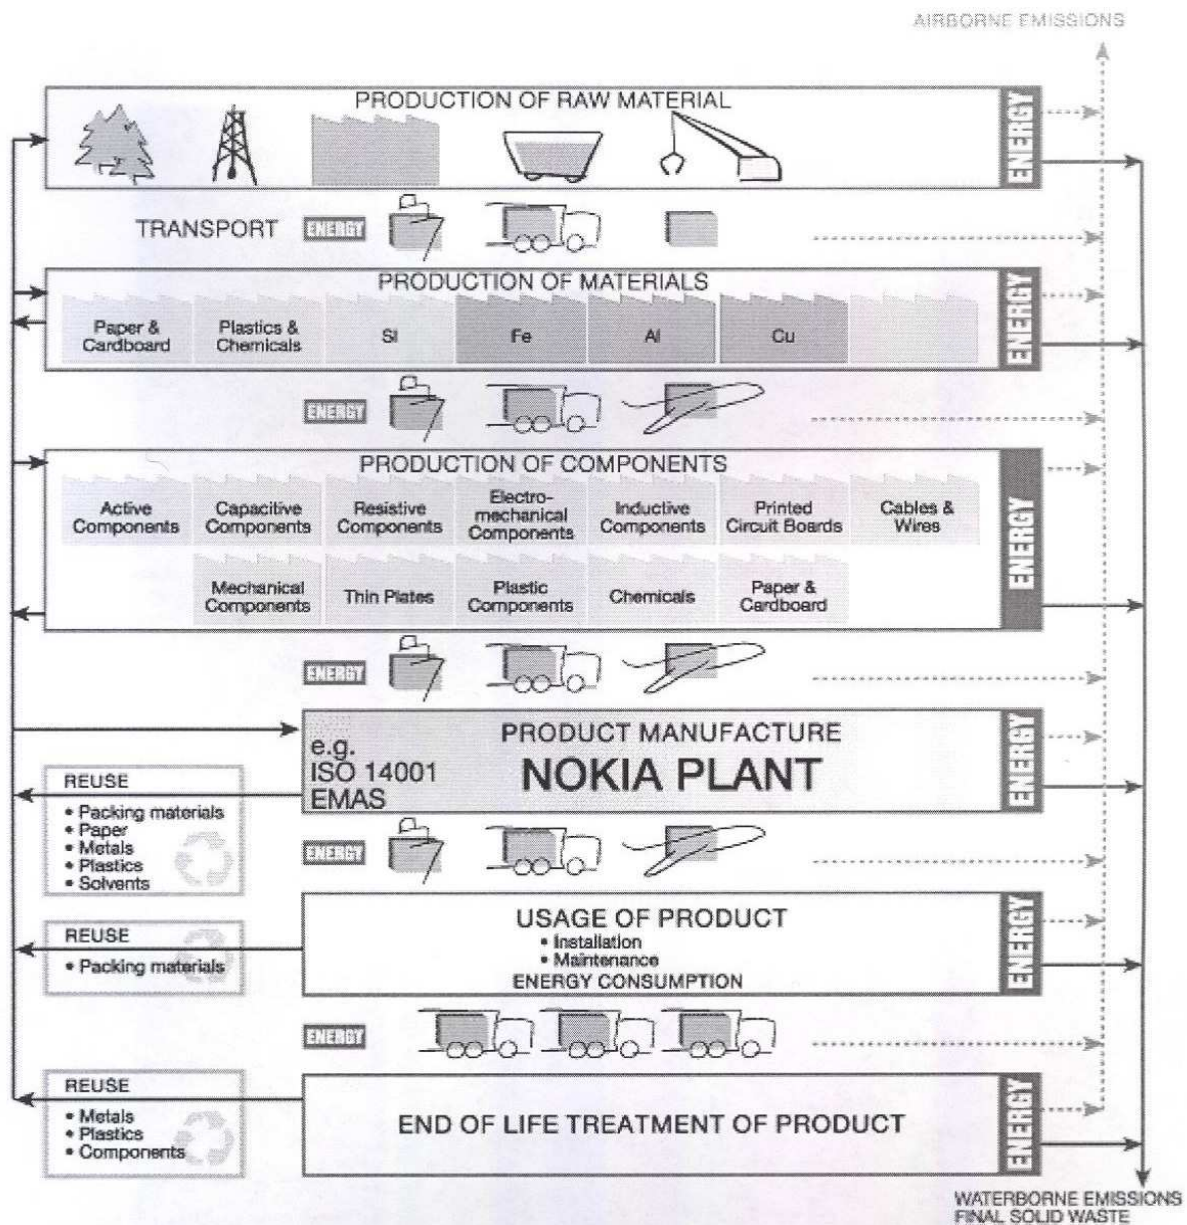 AIRBORNE EMISSIONS
PRODUCTION OF RAW MATERIAL
ENERGY
TRANSPORT
ENERGY
PRODUCTION OF MATERIALS
ENERGY
Paper &
Cardboard
Plastics &
Chemicals
SI
Fe
Al
Cu
ENERGY
PRODUCTION OF COMPONENTS
ENERGY
Active
Components
Capacitive
Components
Resistive
Components
Electro-
mechanical
Components
Inductive
Components
Printed
Circuit Boards
Cables &
Wires
Mechanical
Components
Thin Plates
Plastic
Components
Chemicals
Paper &
Cardboard
ENERGY
PRODUCT MANUFACTURE
NOKIA PLANT
e.g.
ISO 14001
EMAS
ENERGY
REUSE
• Packing materials
• Paper
• Metals
• Plastics
• Solvents
ENERGY
USAGE OF PRODUCT
• Installation
• Maintenance
ENERGY CONSUMPTION
ENERGY
REUSE
• Packing materials
ENERGY
REUSE
• Metals
• Plastics
• Components
END OF LIFE TREATMENT OF PRODUCT
ENERGY
WATERBORNE EMISSIONS
FINAL SOLID WASTE